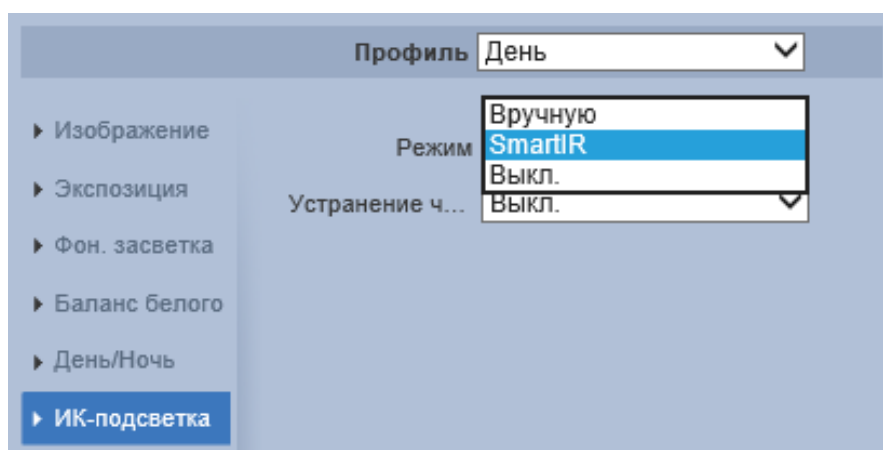 Профиль День
Изображение
Экспозиция
Фон. засветка
Баланс белого
День/Ночь
ИК-подсветка
Режим
Вручную
SmartIR
Выкл.
Устранение ч... Выкл.